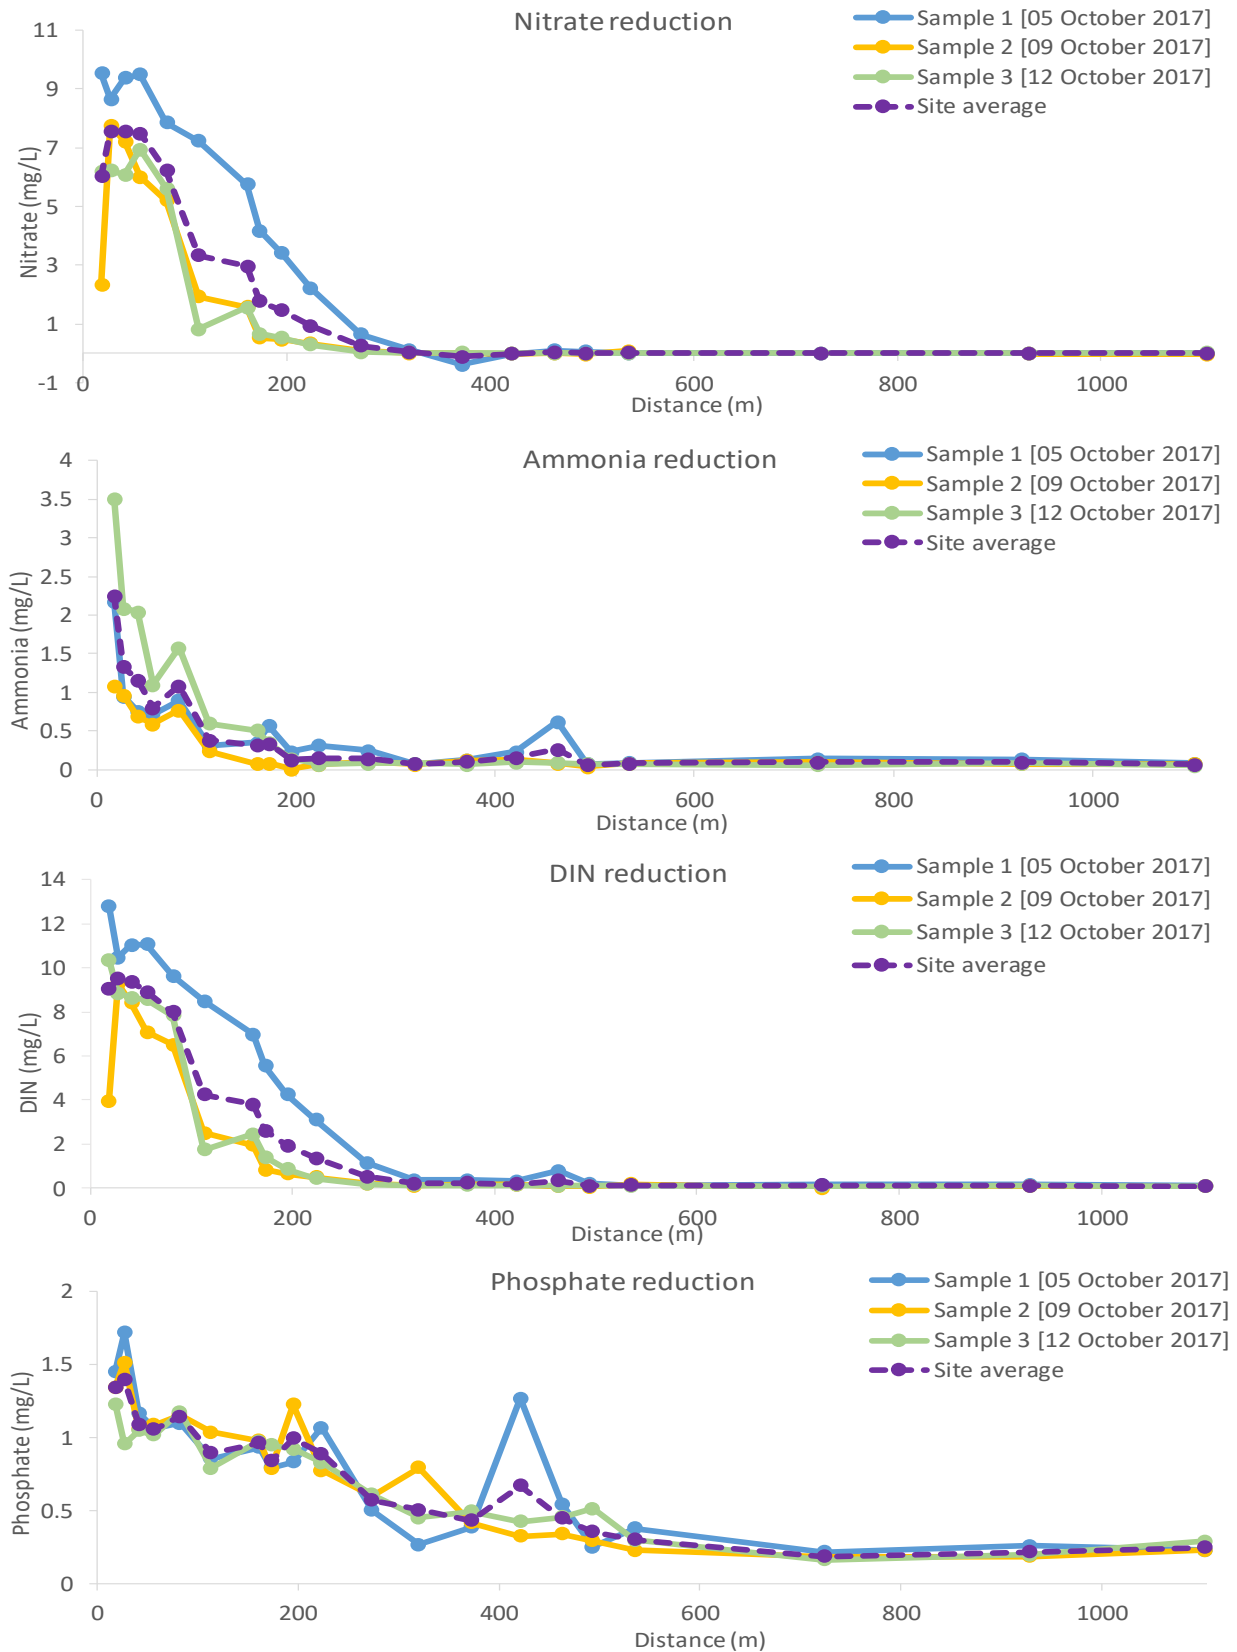 Nitrate reduction
Sample 1 [05 October 2017]
Sample 2 [09 October 2017]
Sample 3 [12 October 2017]
Site average
11
9
7
5
3
1
-1
Nitrate (mg/L)
0 200 400 600 800 1000
Distance (m)
Ammonia reduction
Sample 1 [05 October 2017]
Sample 2 [09 October 2017]
Sample 3 [12 October 2017]
Site average
4
3.5
3
2.5
2
1.5
1
0.5
0
Ammonia (mg/L)
0 200 400 600 800 1000
Distance (m)
DIN reduction
Sample 1 [05 October 2017]
Sample 2 [09 October 2017]
Sample 3 [12 October 2017]
Site average
14
12
10
8
6
4
2
0
DIN (mg/L)
0 200 400 600 800 1000
Distance (m)
Phosphate reduction
Sample 1 [05 October 2017]
Sample 2 [09 October 2017]
Sample 3 [12 October 2017]
Site average
2
1.5
1
0.5
0
Phosphate (mg/L)
0 200 400 600 800 1000
Distance (m)